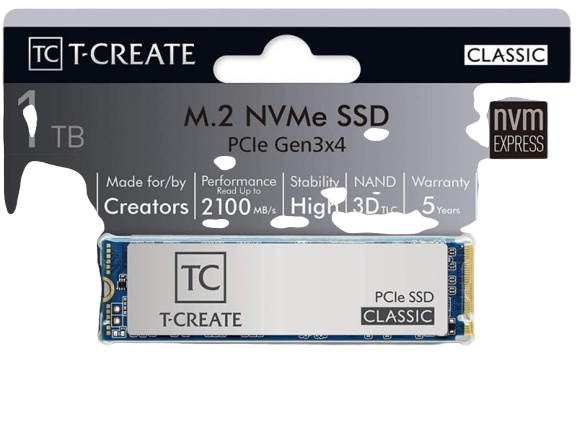 TC T-CREATE
CLASSIC
1 TB
M.2 NVMe SSD
PCIe Gen3x4
nvm
EXPRESS
Made for/by
Creators
Performance
Read Up to
2100 MB/s
Stability
High
NAND
3D TLC
Warranty
5 Years
TC
T-CREATE
PCIe SSD
CLASSIC